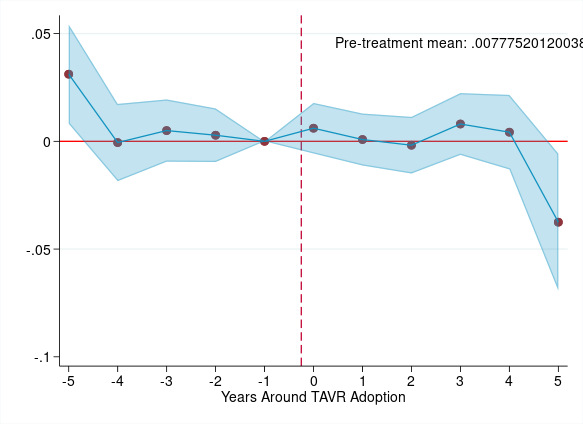 Pre-treatment mean: .00777520120038
.05
0
-.05
-.1
-5 -4 -3 -2 -1 0 1 2 3 4 5
Years Around TAVR Adoption